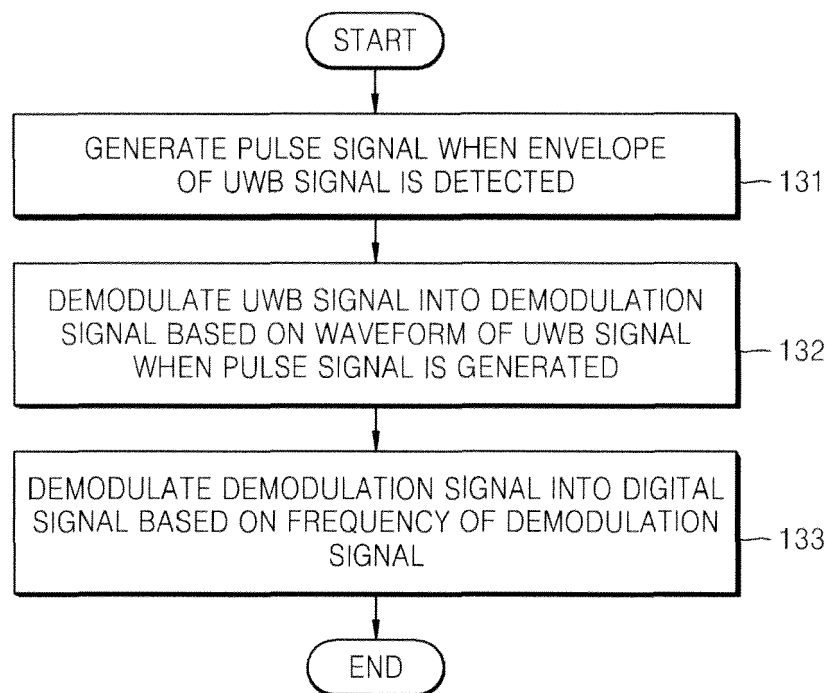 START
GENERATE PULSE SIGNAL WHEN ENVELOPE
OF UWB SIGNAL IS DETECTED
131
DEMODULATE UWB SIGNAL INTO DEMODULATION
SIGNAL BASED ON WAVEFORM OF UWB SIGNAL
WHEN PULSE SIGNAL IS GENERATED
132
DEMODULATE DEMODULATION SIGNAL INTO DIGITAL
SIGNAL BASED ON FREQUENCY OF DEMODULATION
SIGNAL
133
END